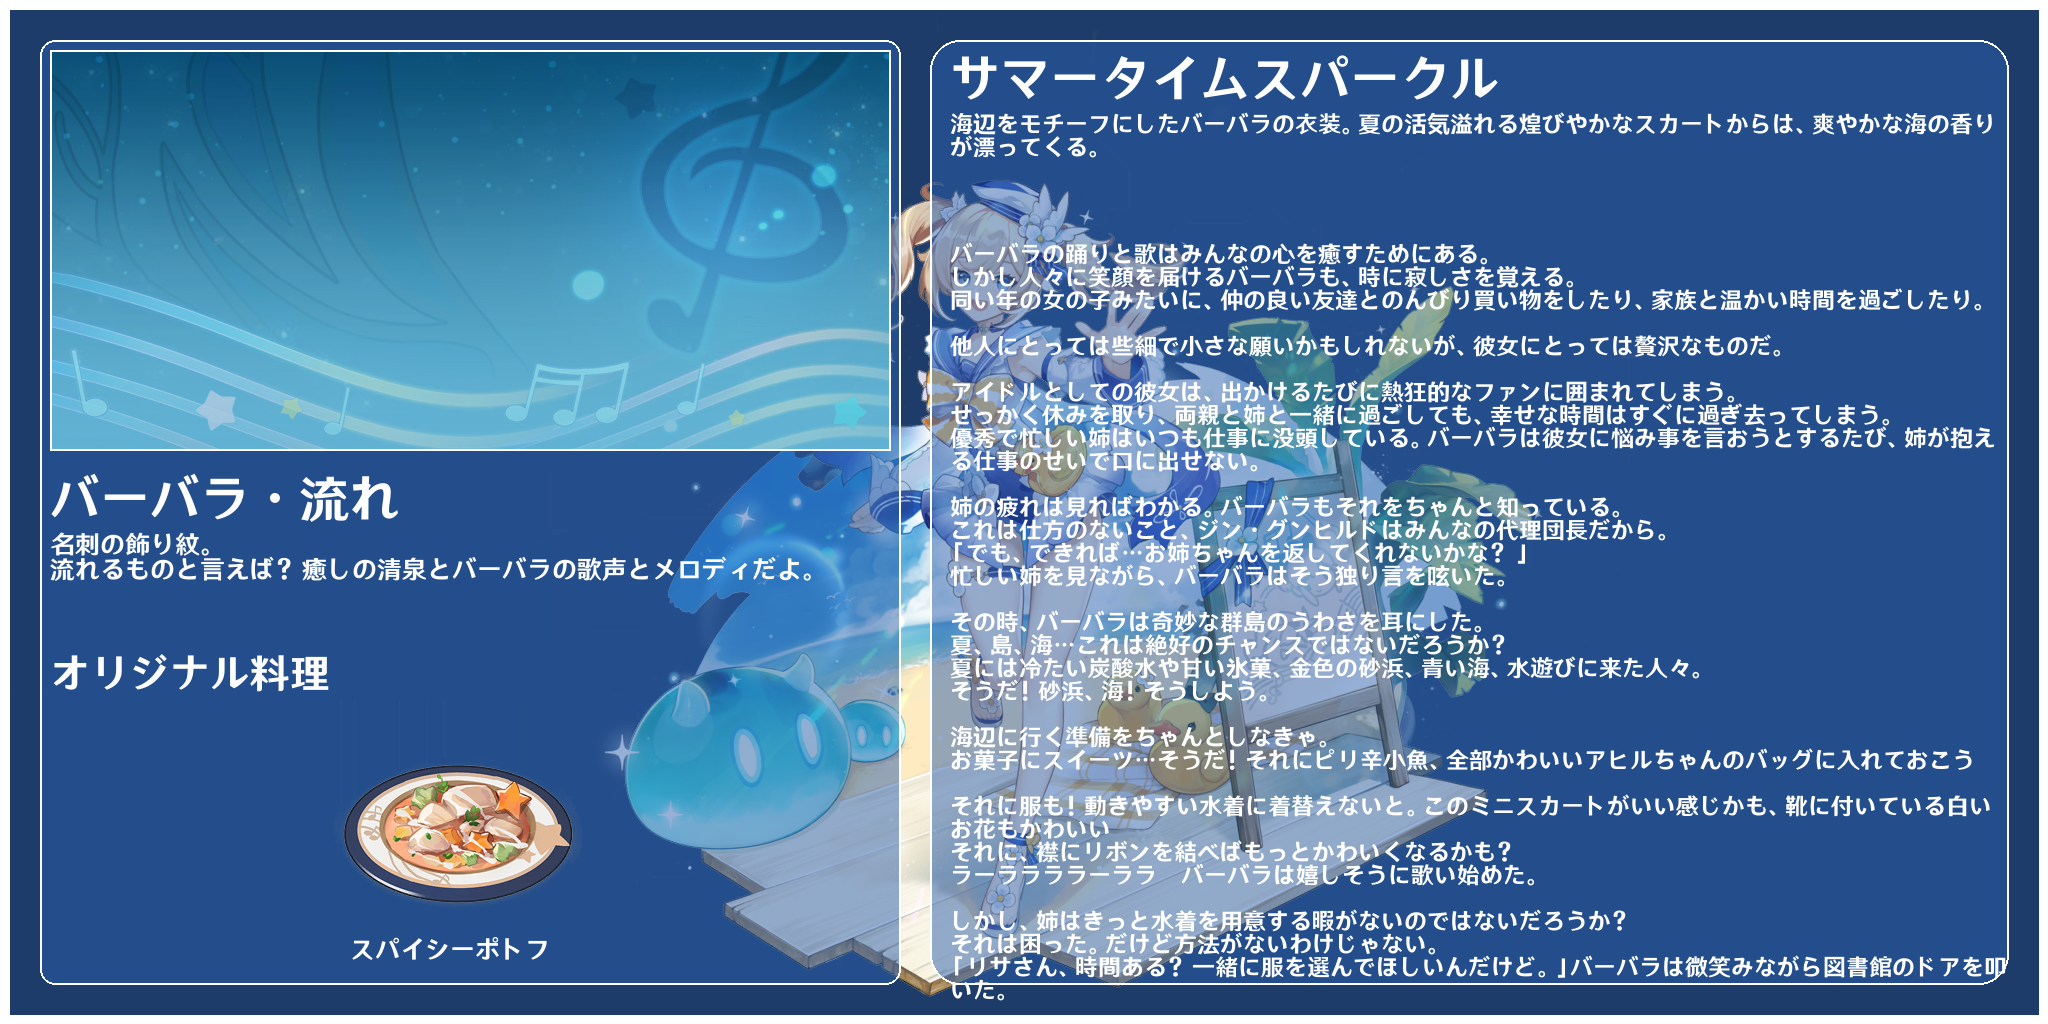 バーバラ・流れ
名刺の飾り紋。
流れるものと言えば？ 癒しの清泉とバーバラの歌声とメロディだよ。
オリジナル料理
スパイシーポトフ
サマータイムスパークル
海辺をモチーフにしたバーバラの衣装。夏の活気溢れる煌びやかなスカートからは、爽やかな海の香り
が漂ってくる。
バーバラの踊りと歌はみんなの心を癒すためにある。
しかし人々に笑顔を届けるバーバラも、時に寂しさを覚える。
同い年の女の子みたいに、仲の良い友達とのんびり買い物をしたり、家族と温かい時間を過ごしたり。
他人にとっては些細で小さな願いかもしれないが、彼女にとっては贅沢なものだ。
アイドルとしての彼女は、出かけるたびに熱狂的なファンに囲まれてしまう。
せっかく休みを取り、両親と姉と一緒に過ごしても、幸せな時間はすぐに過ぎ去ってしまう。
優秀で忙しい姉はいつも仕事に没頭している。バーバラは彼女に悩み事を言おうとするたび、姉が抱え
る仕事のせいで口に出せない。
姉の疲れは見ればわかる。バーバラもそれをちゃんと知っている。
これは仕方のないこと、ジン・グンヒルドはみんなの代理団長だから。
「でも、できれば…お姉ちゃんを返してくれないかな？」
忙しい姉を見ながら、バーバラはそう独り言を呟いた。
その時、バーバラは奇妙な群島のうわさを耳にした。
夏、島、海…これは絶好のチャンスではないだろうか？
夏には冷たい炭酸水や甘い氷菓、金色の砂浜、青い海、水遊びに来た人々。
そうだ！砂浜、海！そうしよう。
海辺に行く準備をちゃんとしなきゃ。
お菓子にスイーツ…そうだ！それにピリ辛小魚、全部かわいいアヒルちゃんのバッグに入れておこう
それに服も！動きやすい水着に着替えないと。このミニスカートがいい感じかも、靴に付いている白い
お花もかわいい
それに、襟にリボンを結べばもっとかわいくなるかも？
ラーララララーララ　バーバラは嬉しそうに歌い始めた。
しかし、姉はきっと水着を用意する暇がないのではないだろうか？
それは困った。だけど方法がないわけじゃない。
「リサさん、時間ある？ 一緒に服を選んでほしいんだけど。」バーバラは微笑みながら図書館のドアを叩
いた。